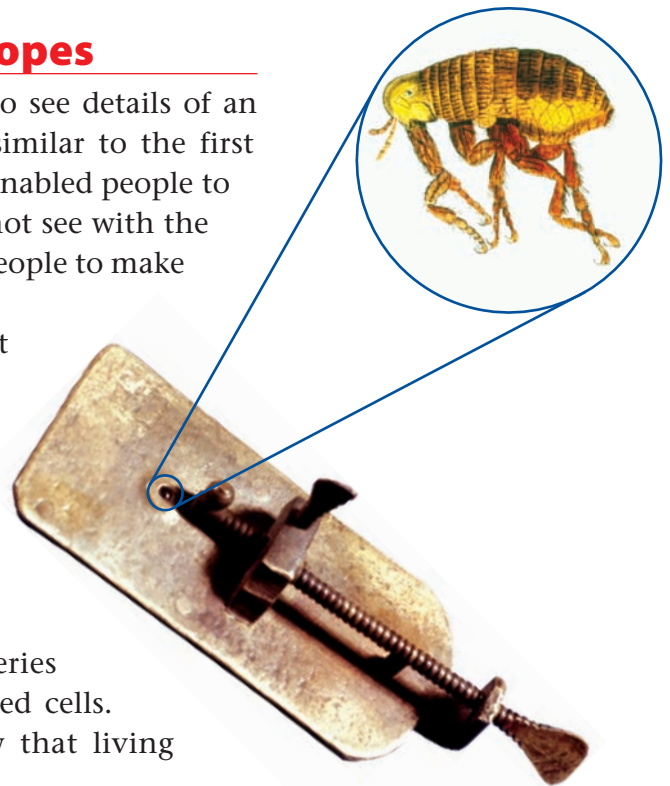 opes
o see details of an
similar to the first
nabled people to
not see with the
eople to make
t
eries
ed cells.
that living